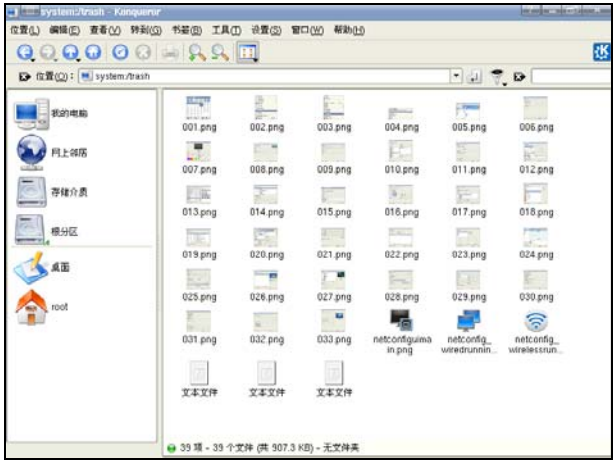 system:/trash - Konqueror
位置(L) 编辑(E) 查看(V) 转到(G) 书签(B) 工具(T) 设置(S) 窗口(W) 帮助(H)
位置(O): system:/trash
我的电脑
网上邻居
存储介质
根分区
桌面
root
001.png 002.png 003.png 004.png 005.png 006.png
007.png 008.png 009.png 010.png 011.png 012.png
013.png 014.png 015.png 016.png 017.png 018.png
019.png 020.png 021.png 022.png 023.png 024.png
025.png 026.png 027.png 028.png 029.png 030.png
031.png 032.png 033.png netconfiguima netconfig_ netconfig_
in.png wiredrunnin... wirelessrun...
文本文件 文本文件 文本文件
39 项 - 39 个文件 (共 907.3 KB) - 无文件夹